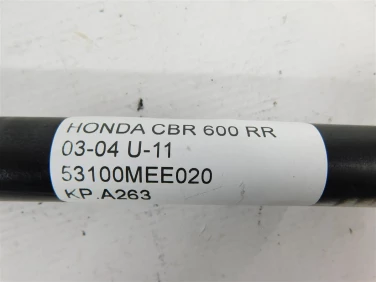 HONDA CBR 600 RR
03-04 U-11
53100MEE020
KP.A263